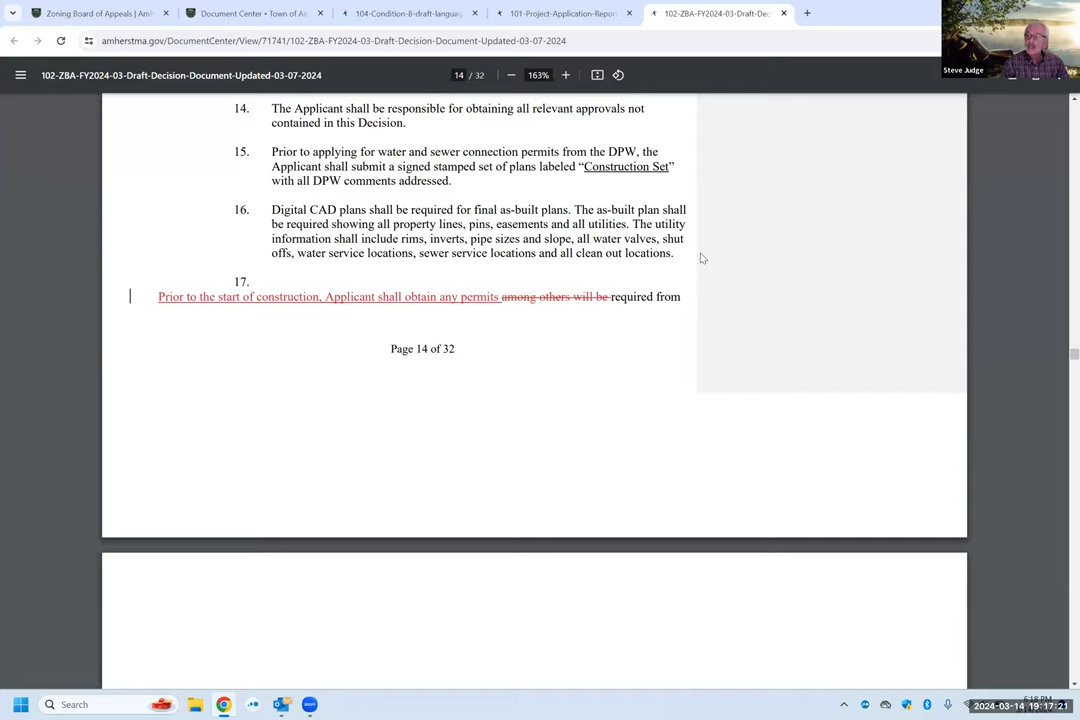 Zoning Board of Appeals | Amh
Document Center • Town of Am
104-Condition-8-draft-languag
101-Project-Application-Report
102-ZBA-FY2024-03-Draft-Deci
amherstma.gov/DocumentCenter/View/71741/102-ZBA-FY2024-03-Draft-Decision-Document-Updated-03-07-2024
102-ZBA-FY2024-03-Draft-Decision-Document-Updated-03-07-2024
14 / 32
163%
Steve Judge
14. The Applicant shall be responsible for obtaining all relevant approvals not
contained in this Decision.
15. Prior to applying for water and sewer connection permits from the DPW, the
Applicant shall submit a signed stamped set of plans labeled “Construction Set”
with all DPW comments addressed.
16. Digital CAD plans shall be required for final as-built plans. The as-built plan shall
be required showing all property lines, pins, easements and all utilities. The utility
information shall include rims, inverts, pipe sizes and slope, all water valves, shut
offs, water service locations, sewer service locations and all clean out locations.
17.
Prior to the start of construction, Applicant shall obtain any permits among others will be required from
Page 14 of 32
Search
zoom
6:18 PM
2024-03-14 19:17:21